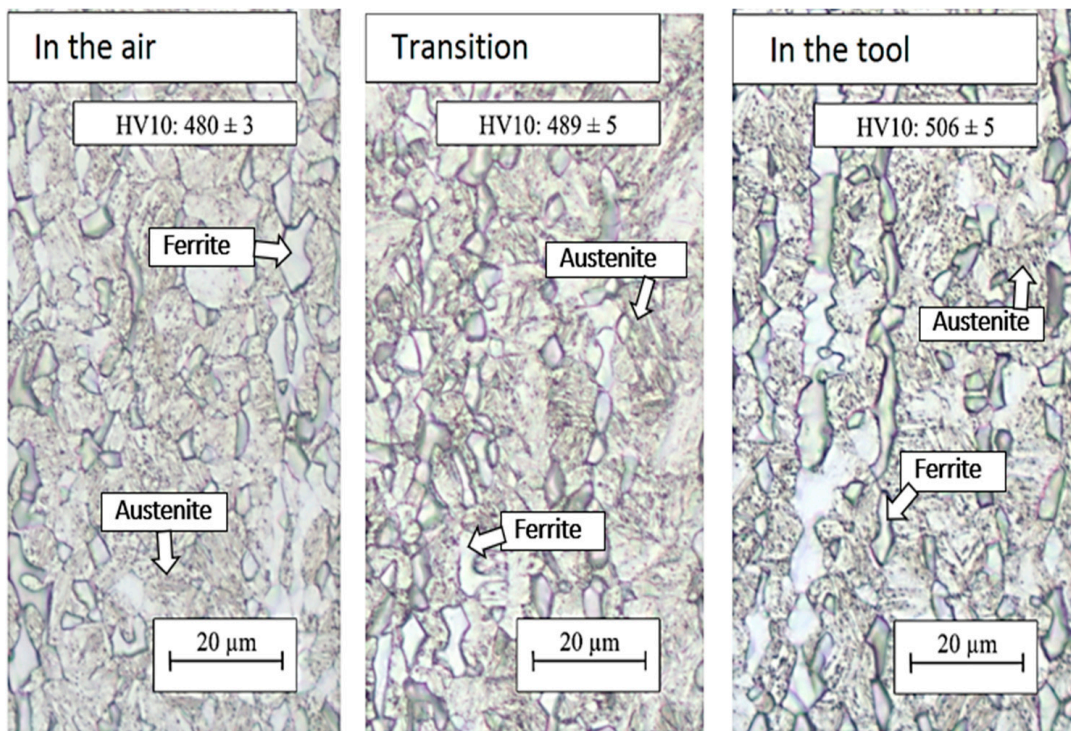 In the air
HV10: 480 ± 3
Ferrite
Austenite
20 µm
Transition
HV10: 489 ± 5
Austenite
Ferrite
20 µm
In the tool
HV10: 506 ± 5
Austenite
Ferrite
20 µm